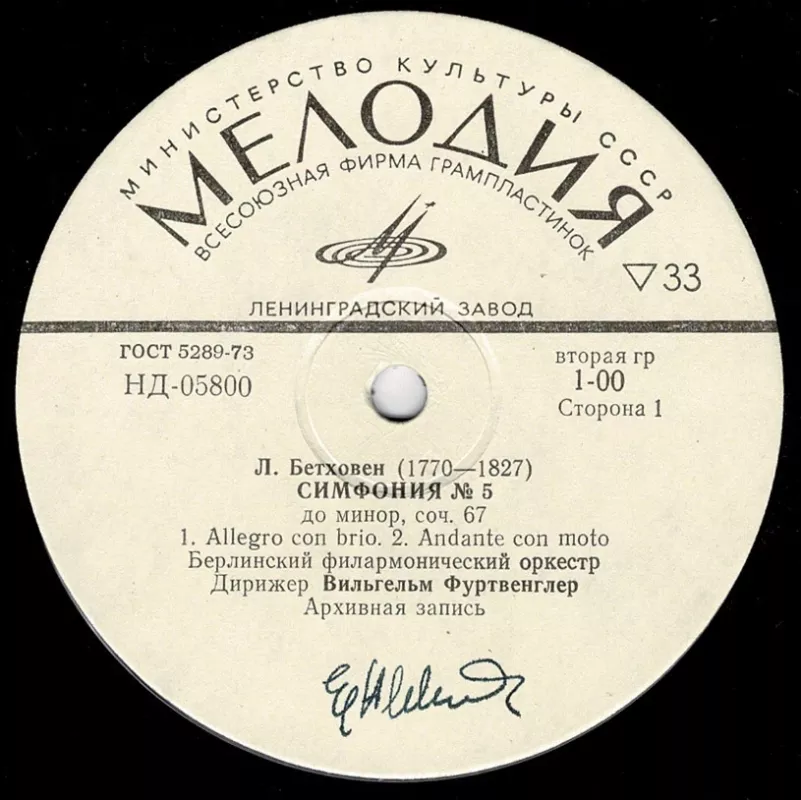 МИНИСТЕРСТВО КУЛЬТУРЫ СССР
МЕЛОДИЯ
ВСЕСОЮЗНАЯ ФИРМА ГРАМПЛАСТИНОК
▽33
ЛЕНИНГРАДСКИЙ ЗАВОД
ГОСТ 5289-73
НД-05800
вторая гр
1-00
Сторона 1
Л. Бетховен (1770—1827)
СИМФОНИЯ № 5
до минор, соч. 67
1. Allegro con brio. 2. Andante con moto
Берлинский филармонический оркестр
Дирижер Вильгельм Фуртвенглер
Архивная запись